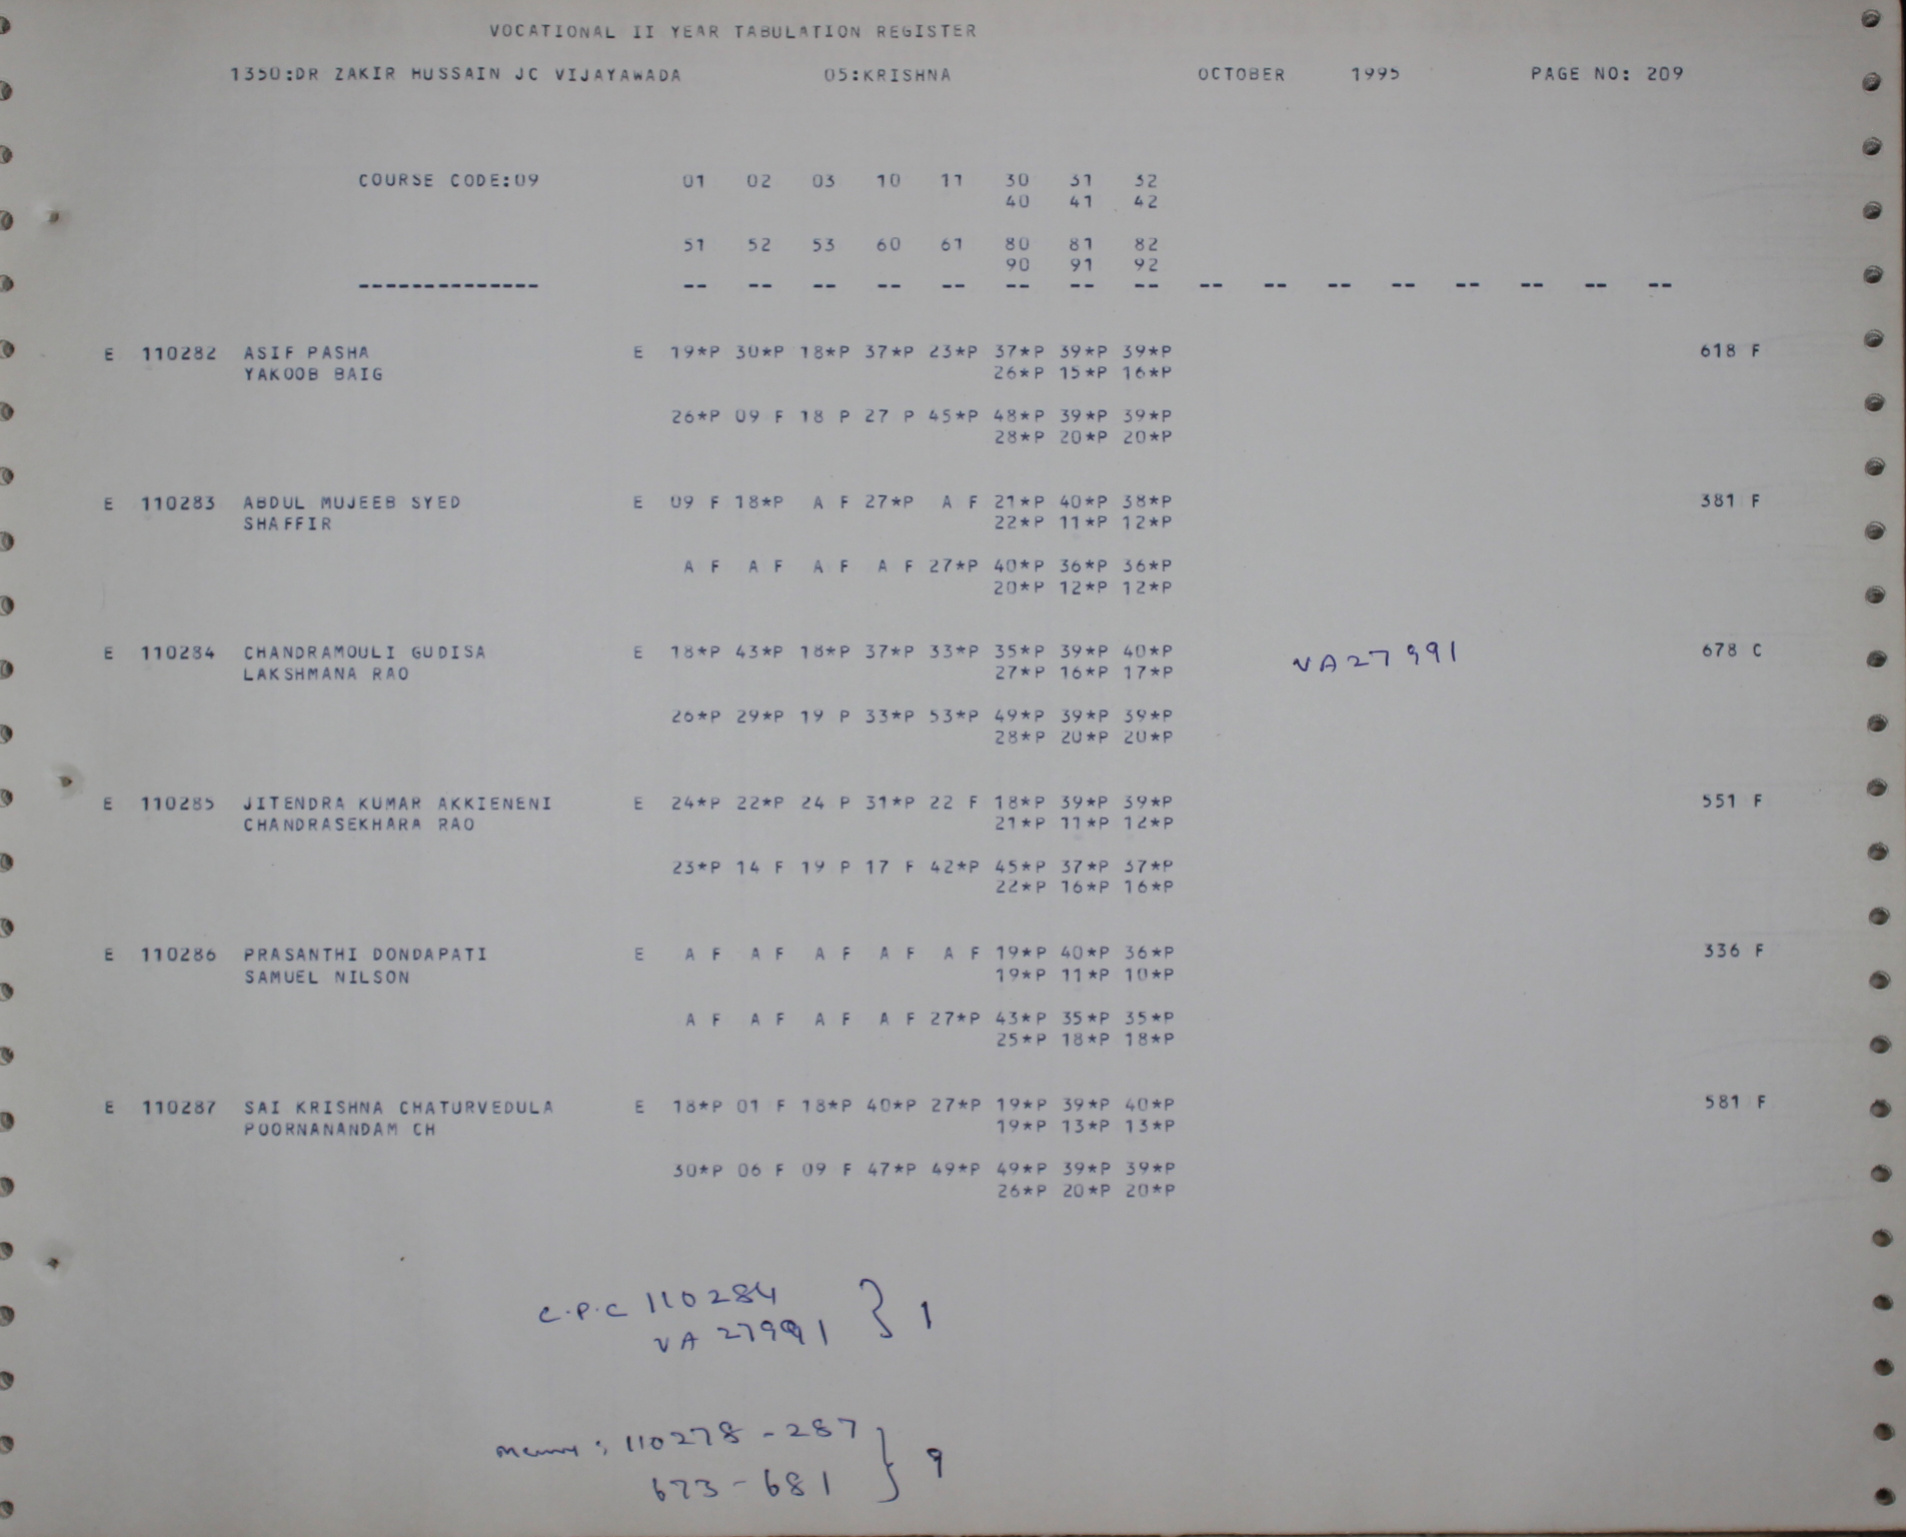 VOCATIONAL II YEAR TABULATION REGISTER
1350:DR ZAKIR HUSSAIN JC VIJAYAWADA 05:KRISHNA OCTOBER 1995 PAGE NO: 209
COURSE CODE:09 01 02 03 10 11 30 31 32
40 41 42
51 52 53 60 61 80 81 82
90 91 92
-------------- -- -- -- -- -- -- -- -- -- -- -- -- -- -- -- --
E 110282 ASIF PASHA E 19*P 30*P 18*P 37*P 23*P 37*P 39*P 39*P 618 F
YAKOOB BAIG 26*P 15*P 16*P
26*P 09 F 18 P 27 P 45*P 48*P 39*P 39*P
28*P 20*P 20*P
E 110283 ABDUL MUJEEB SYED E 09 F 18*P A F 27*P A F 21*P 40*P 38*P 381 F
SHAFFIR 22*P 11*P 12*P
A F A F A F A F 27*P 40*P 36*P 36*P
20*P 12*P 12*P
E 110284 CHANDRAMOULI GUDISA E 18*P 43*P 18*P 37*P 33*P 35*P 39*P 40*P VA27991 678 C
LAKSHMANA RAO 27*P 16*P 17*P
26*P 29*P 19 P 33*P 53*P 49*P 39*P 39*P
28*P 20*P 20*P
E 110285 JITENDRA KUMAR AKKIENENI E 24*P 22*P 24 P 31*P 22 F 18*P 39*P 39*P 551 F
CHANDRASEKHARA RAO 21*P 11*P 12*P
23*P 14 F 19 P 17 F 42*P 45*P 37*P 37*P
22*P 16*P 16*P
E 110286 PRASANTHI DONDAPATI E A F A F A F A F A F 19*P 40*P 36*P 336 F
SAMUEL NILSON 19*P 11*P 10*P
A F A F A F A F 27*P 43*P 35*P 35*P
25*P 18*P 18*P
E 110287 SAI KRISHNA CHATURVEDULA E 18*P 01 F 18*P 40*P 27*P 19*P 39*P 40*P 581 F
POORNANANDAM CH 19*P 13*P 13*P
30*P 06 F 09 F 47*P 49*P 49*P 39*P 39*P
26*P 20*P 20*P
C.P.C 110284 } 1
VA 27991
: 110278 - 287 } 9
673 - 681